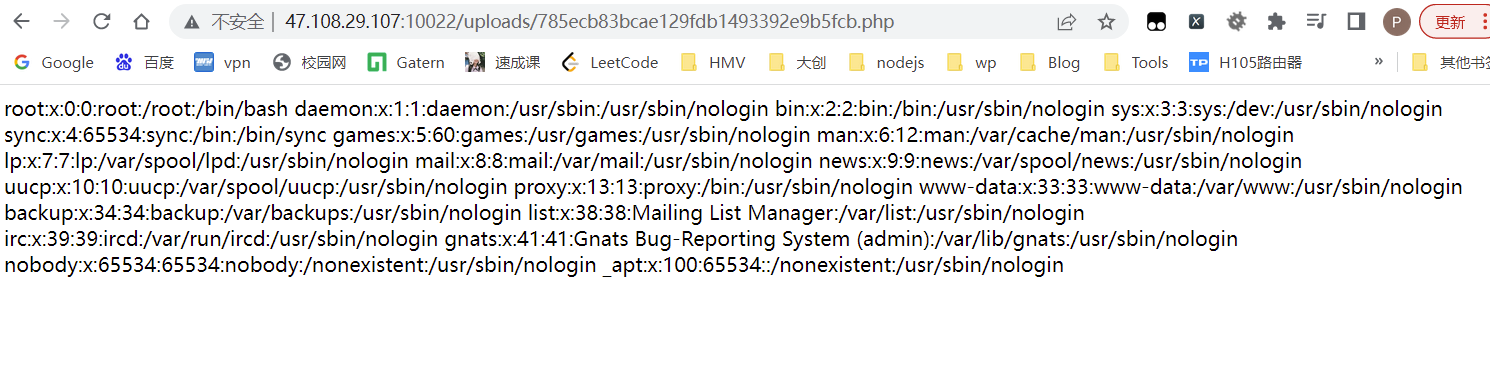 不安全 | 47.108.29.107:10022/uploads/785ecb83bcae129fdb1493392e9b5fcb.php P 更新
Google 百度 vpn 校园网 Gatern 速成课 LeetCode HMV 大创 nodejs wp Blog Tools TP H105路由器 » 其他书签
root:x:0:0:root:/root:/bin/bash daemon:x:1:1:daemon:/usr/sbin:/usr/sbin/nologin bin:x:2:2:bin:/bin:/usr/sbin/nologin sys:x:3:3:sys:/dev:/usr/sbin/nologin
sync:x:4:65534:sync:/bin:/bin/sync games:x:5:60:games:/usr/games:/usr/sbin/nologin man:x:6:12:man:/var/cache/man:/usr/sbin/nologin
lp:x:7:7:lp:/var/spool/lpd:/usr/sbin/nologin mail:x:8:8:mail:/var/mail:/usr/sbin/nologin news:x:9:9:news:/var/spool/news:/usr/sbin/nologin
uucp:x:10:10:uucp:/var/spool/uucp:/usr/sbin/nologin proxy:x:13:13:proxy:/bin:/usr/sbin/nologin www-data:x:33:33:www-data:/var/www:/usr/sbin/nologin
backup:x:34:34:backup:/var/backups:/usr/sbin/nologin list:x:38:38:Mailing List Manager:/var/list:/usr/sbin/nologin
irc:x:39:39:ircd:/var/run/ircd:/usr/sbin/nologin gnats:x:41:41:Gnats Bug-Reporting System (admin):/var/lib/gnats:/usr/sbin/nologin
nobody:x:65534:65534:nobody:/nonexistent:/usr/sbin/nologin _apt:x:100:65534::/nonexistent:/usr/sbin/nologin